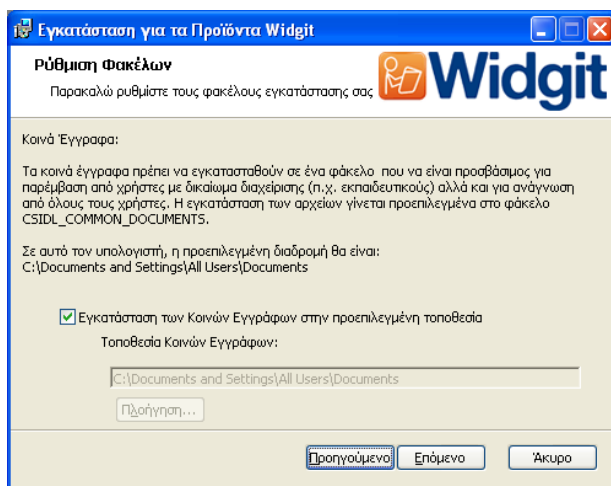 Εγκατάσταση για τα Προϊόντα Widgit
Ρύθμιση Φακέλων
Παρακαλώ ρυθμίστε τους φακέλους εγκατάστασης σας
Widgit
Κοινά Έγγραφα:
Τα κοινά έγγραφα πρέπει να εγκατασταθούν σε ένα φάκελο που να είναι προσβάσιμος για
παρέμβαση από χρήστες με δικαίωμα διαχείρισης (π.χ. εκπαιδευτικούς) αλλά και για ανάγνωση
από όλους τους χρήστες. Η εγκατάσταση των αρχείων γίνεται προεπιλεγμένα στο φάκελο
CSIDL_COMMON_DOCUMENTS.
Σε αυτό τον υπολογιστή, η προεπιλεγμένη διαδρομή θα είναι:
C:\Documents and Settings\All Users\Documents
Εγκατάσταση των Κοινών Εγγράφων στην προεπιλεγμένη τοποθεσία
Τοποθεσία Κοινών Εγγράφων:
C:\Documents and Settings\All Users\Documents
Πλοήγηση...
Προηγούμενο Επόμενο Άκυρο